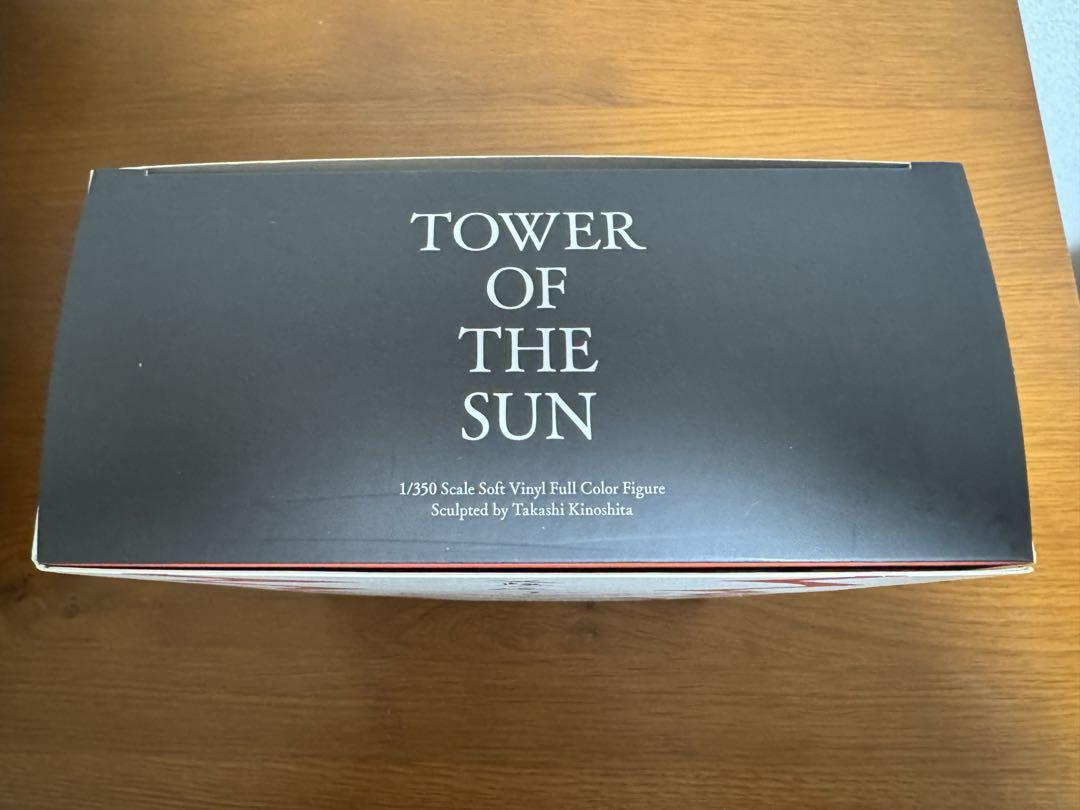 TOWER
OF
THE
SUN
1/350 Scale Soft Vinyl Full Color Figure
Sculpted by Takashi Kinoshita